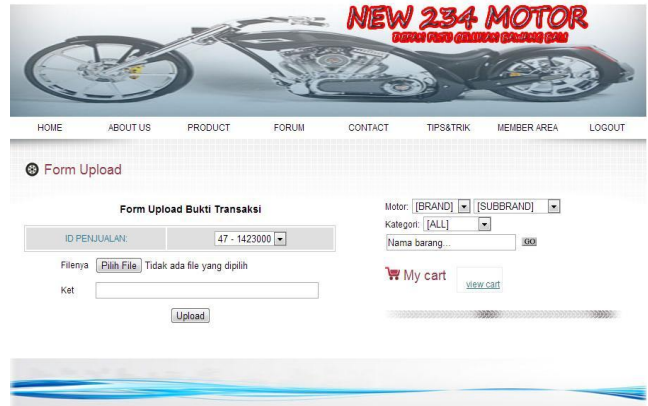 NEW 234 MOTOR
HOME ABOUT US PRODUCT FORUM CONTACT TIPS&TRIK MEMBER AREA LOGOUT
Form Upload
Form Upload Bukti Transaksi
ID PENJUALAN: 47 - 1423000
Filenya Pilih File Tidak ada file yang dipilih
Ket
Upload
Motor: [BRAND] [SUBBRAND]
Kategori: [ALL]
Nama barang... GO
My cart view cart